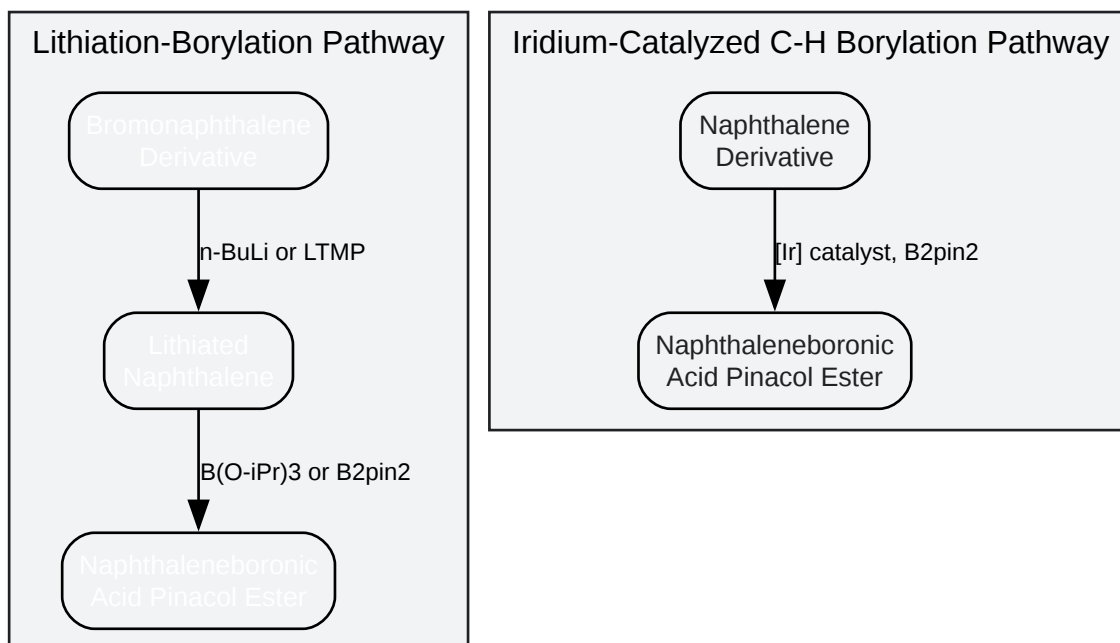 Lithiation-Borylation Pathway
Bromonaphthalene
Derivative
n-BuLi or LTMP
Lithiated
Naphthalene
B(O-iPr)3 or B2pin2
Naphthaleneboronic
Acid Pinacol Ester
Iridium-Catalyzed C-H Borylation Pathway
Naphthalene
Derivative
[Ir] catalyst, B2pin2
Naphthaleneboronic
Acid Pinacol Ester